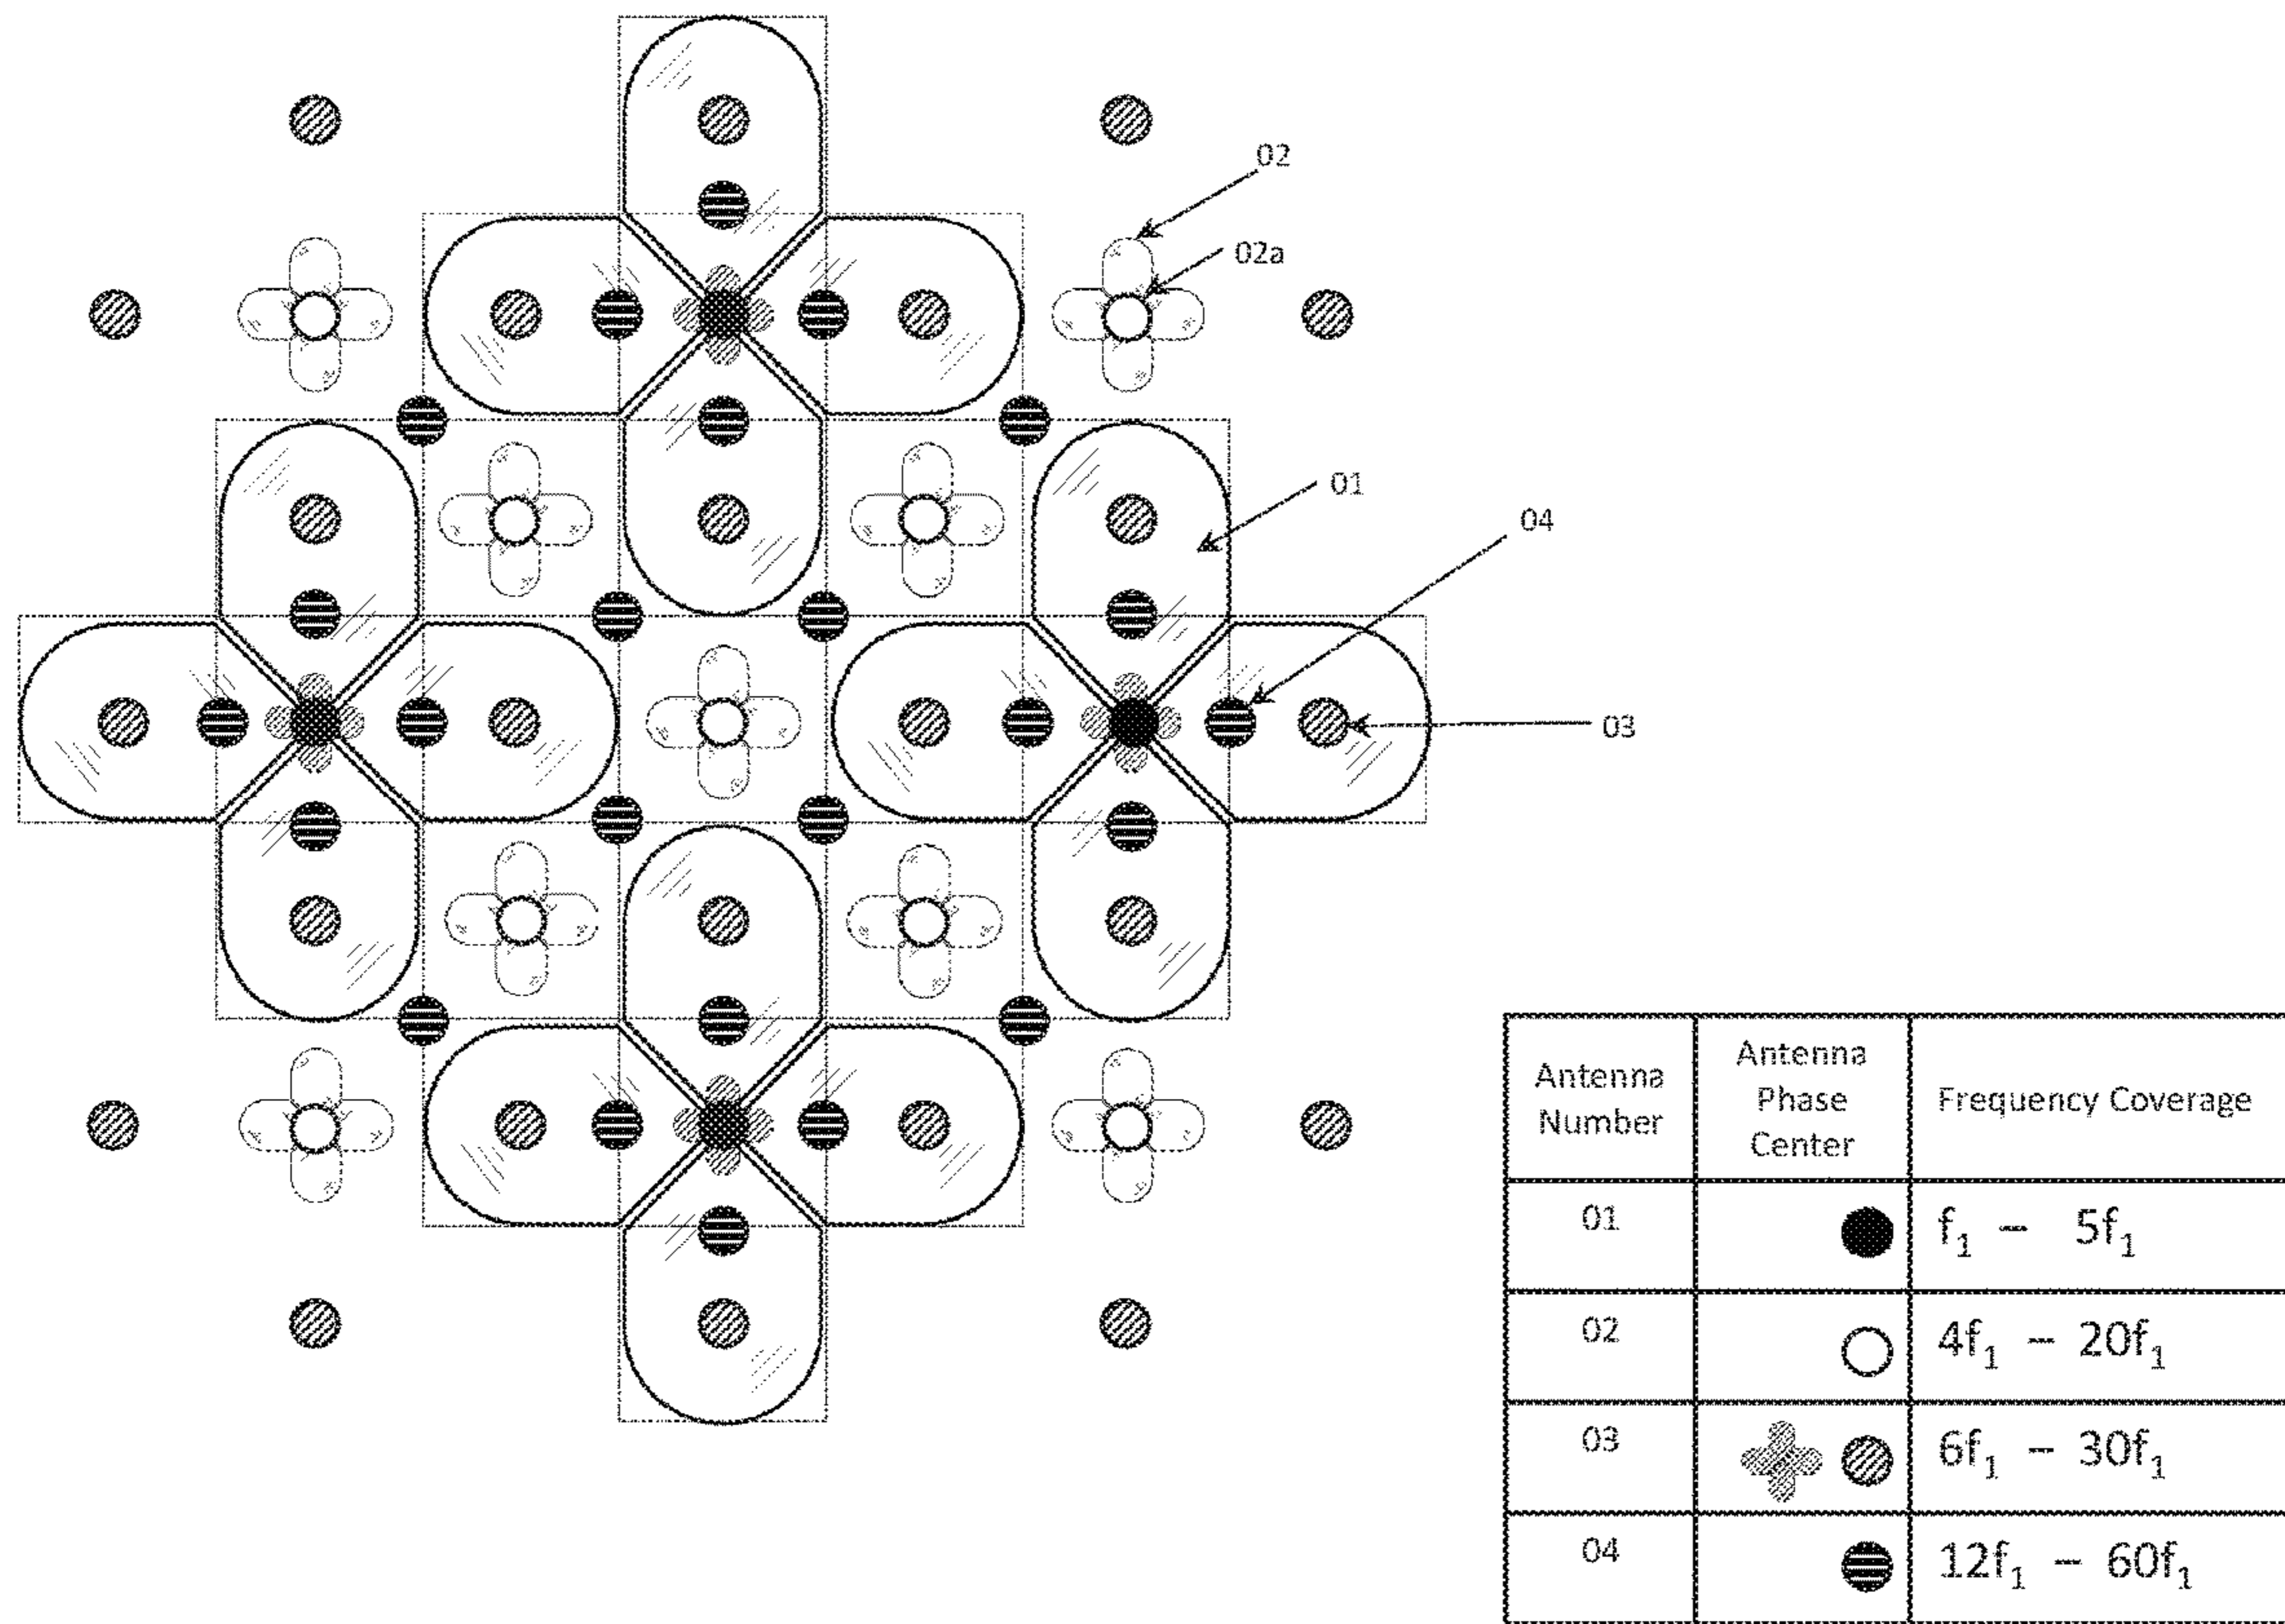 02
02a
01
04
03
Antenna
Number
Antenna
Phase
Center
Frequency Coverage
01
f₁ – 5f₁
02
4f₁ – 20f₁
03
6f₁ – 30f₁
04
12f₁ – 60f₁